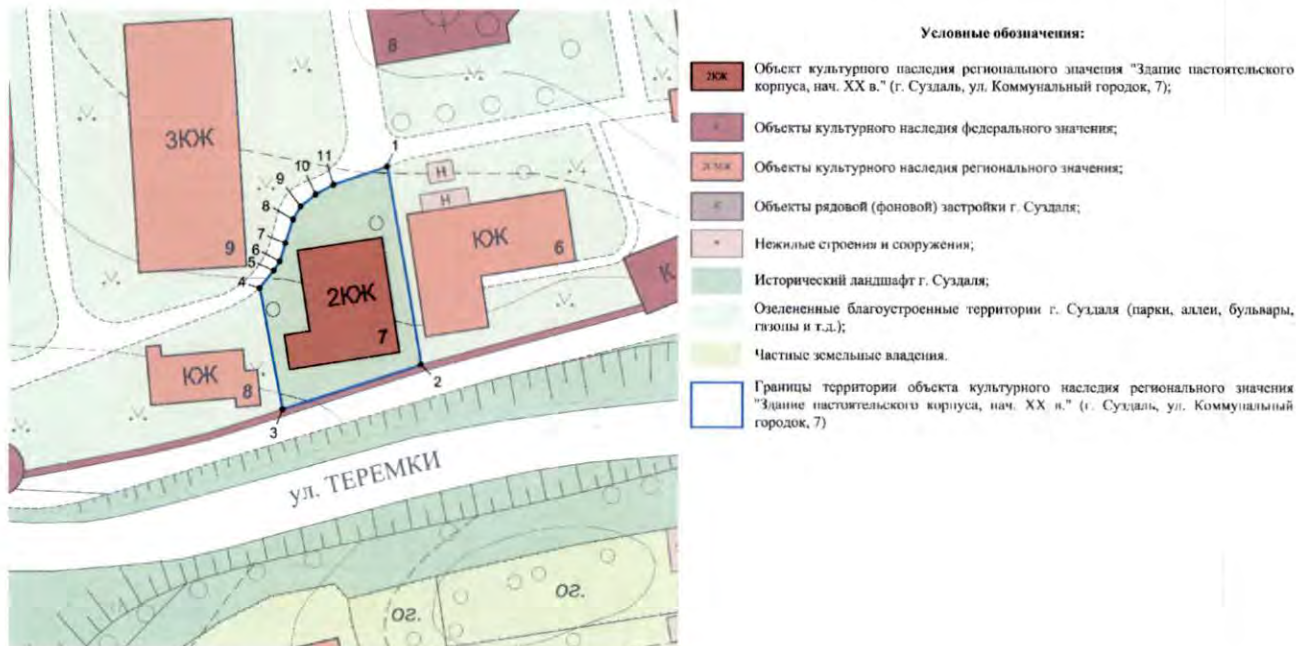 Условные обозначения:
2КЖ
Объект культурного наследия регионального значения "Здание настоятельского
корпуса, нач. XX в." (г. Суздаль, ул. Коммунальный городок, 7);
Объекты культурного наследия федерального значения;
Объекты культурного наследия регионального значения;
Объекты рядовой (фоновой) застройки г. Суздаля;
Нежилые строения и сооружения;
Исторический ландшафт г. Суздаля;
Озелененные благоустроенные территории г. Суздаля (парки, аллеи, бульвары,
газоны и т.д.);
Частные земельные владения.
Границы территории объекта культурного наследия регионального значения
"Здание настоятельского корпуса, нач. XX в." (г. Суздаль, ул. Коммунальный
городок, 7)
8
3КЖ
9
11
10
1
9
8
7
6
5
4
Н
Н
КЖ
6
К
2КЖ
7
КЖ
8
2
3
ул. ТЕРЕМКИ
ог.
ог.